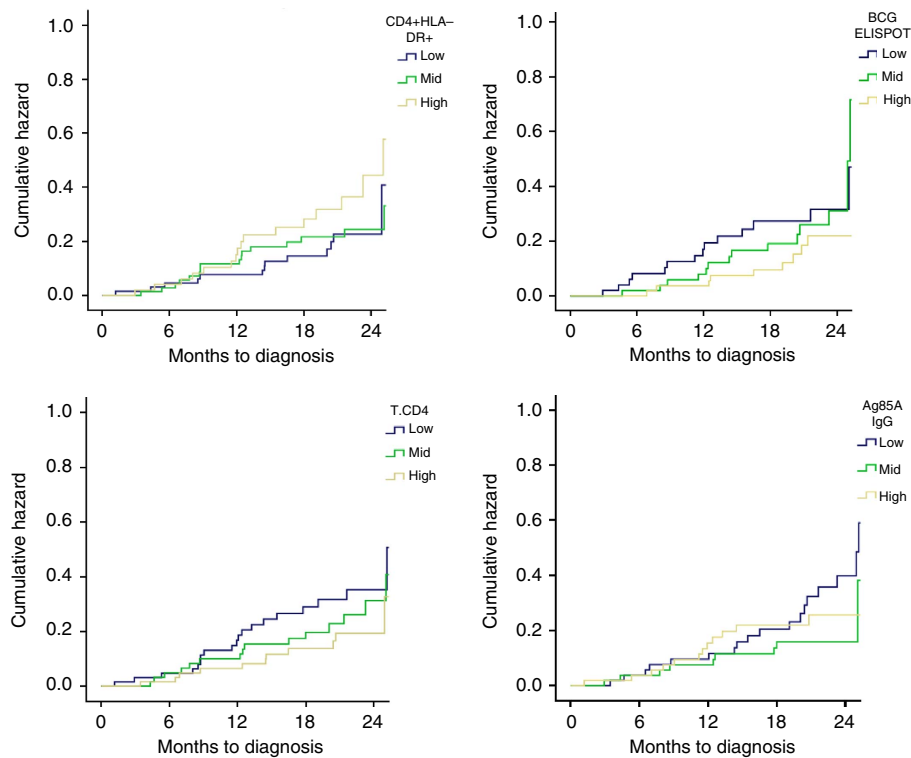 CD4+HLA–
DR+
Low
Mid
High
Cumulative hazard
1.0
0.8
0.6
0.4
0.2
0.0
0 6 12 18 24
Months to diagnosis
BCG
ELISPOT
Low
Mid
High
Cumulative hazard
1.0
0.8
0.6
0.4
0.2
0.0
0 6 12 18 24
Months to diagnosis
T.CD4
Low
Mid
High
Cumulative hazard
1.0
0.8
0.6
0.4
0.2
0.0
0 6 12 18 24
Months to diagnosis
Ag85A
IgG
Low
Mid
High
Cumulative hazard
1.0
0.8
0.6
0.4
0.2
0.0
0 6 12 18 24
Months to diagnosis